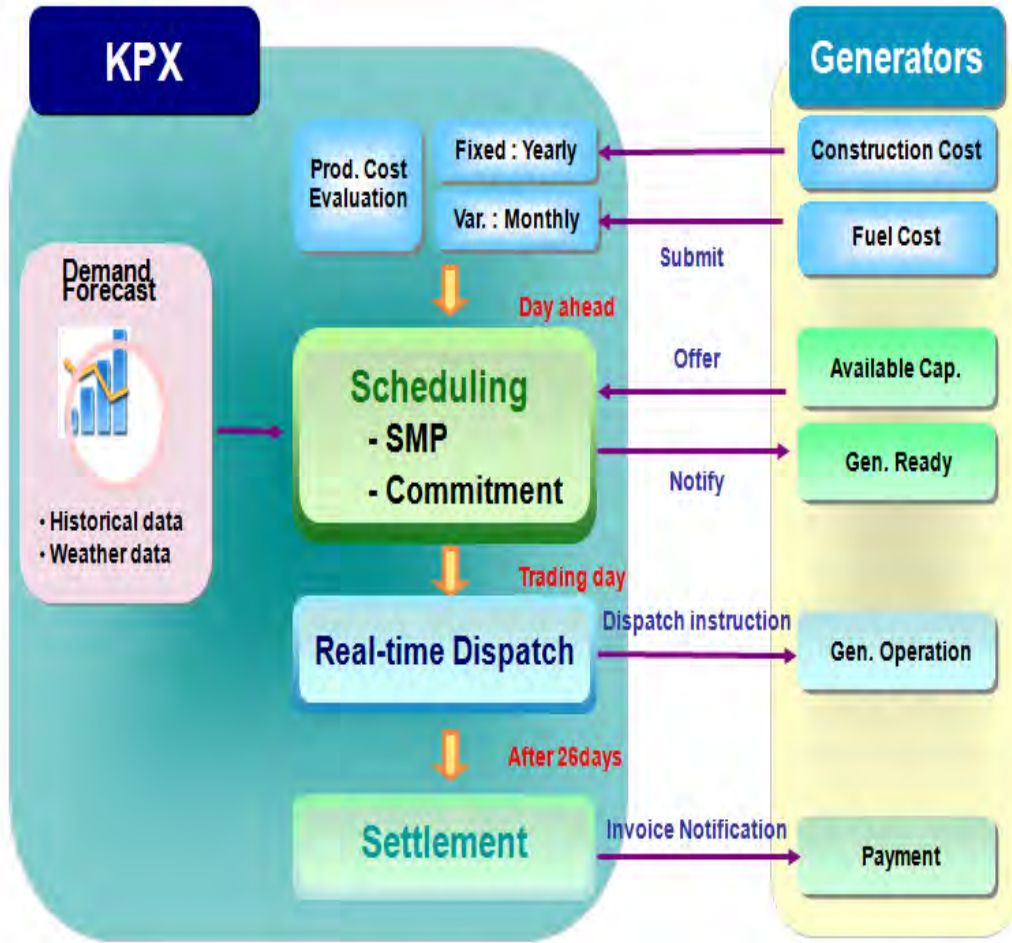 KPX
Generators
Prod. Cost
Evaluation
Fixed : Yearly
Var. : Monthly
Construction Cost
Fuel Cost
Submit
Day ahead
Demand
Forecast
• Historical data
• Weather data
Scheduling
- SMP
- Commitment
Offer
Notify
Available Cap.
Gen. Ready
Trading day
Real-time Dispatch
Dispatch instruction
Gen. Operation
After 26days
Settlement
Invoice Notification
Payment